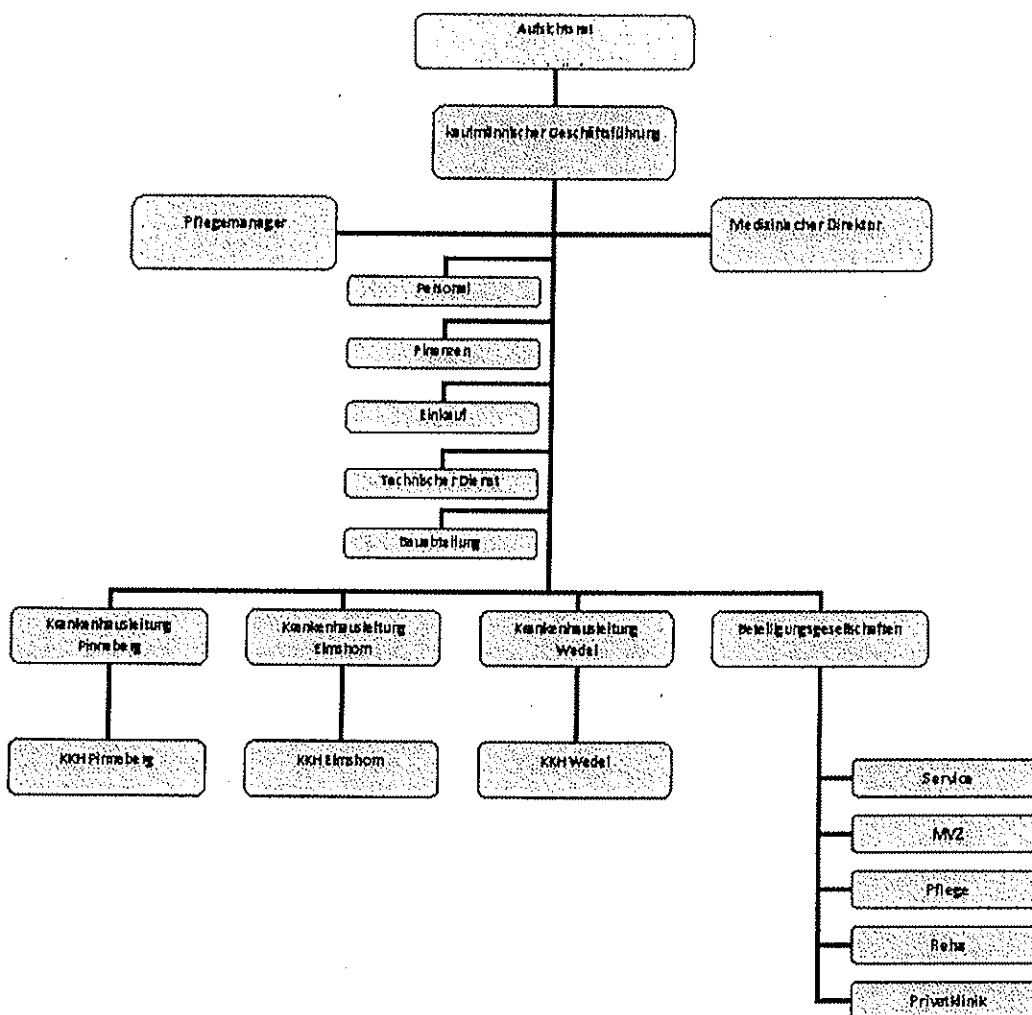 Aufsichtsrat
kaufmännischer Geschäftsführung
Pflegemanager
Medizinischer Direktor
Personal
Finanzen
Einkauf
Technischer Dienst
Bauabteilung
Krankenhausleitung
Pinneberg
Krankenhausleitung
Elmshorn
Krankenhausleitung
Wedel
Beteiligungsgesellschaften
KKH Pinneberg
KKH Elmshorn
KKH Wedel
Service
MVZ
Pflege
Reha
Privatklinik